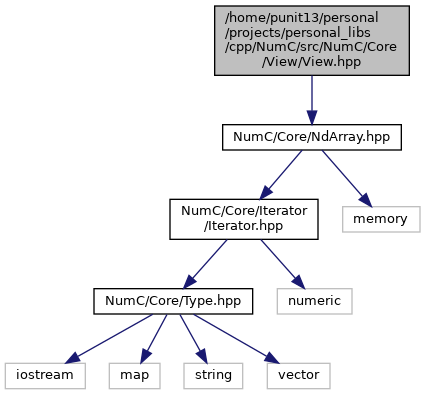 /home/punit13/personal
/projects/personal_libs
/cpp/NumC/src/NumC/Core
/View/View.hpp
NumC/Core/NdArray.hpp
NumC/Core/Iterator
/Iterator.hpp
memory
NumC/Core/Type.hpp
numeric
iostream
map
string
vector